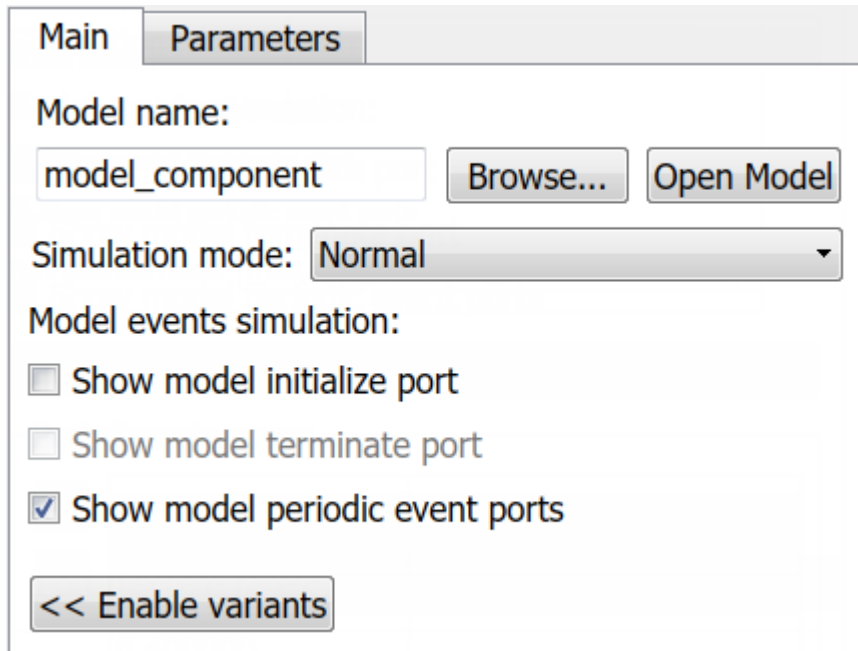 Main Parameters
Model name:
model_component Browse... Open Model
Simulation mode: Normal
Model events simulation:
Show model initialize port
Show model terminate port
Show model periodic event ports
<< Enable variants